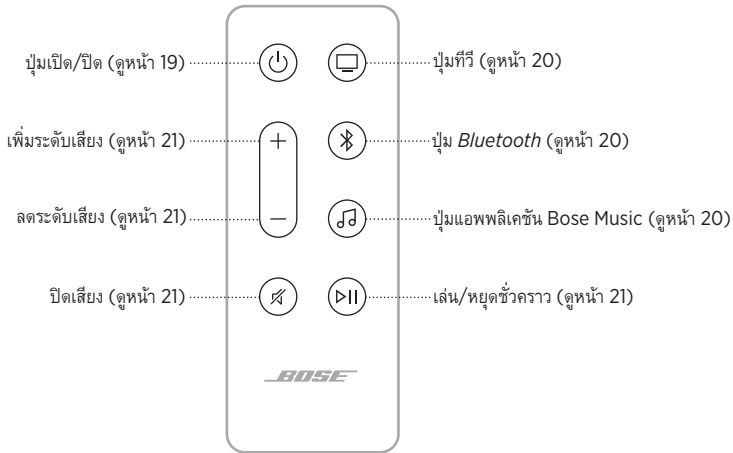 ปุ่มเปิด/ปิด (ดูหน้า 19)
ปุ่มทีวี (ดูหน้า 20)
เพิ่มระดับเสียง (ดูหน้า 21)
ปุ่ม Bluetooth (ดูหน้า 20)
ลดระดับเสียง (ดูหน้า 21)
ปุ่มแอพพลิเคชัน Bose Music (ดูหน้า 20)
ปิดเสียง (ดูหน้า 21)
เล่น/หยุดชั่วคราว (ดูหน้า 21)
BOSE